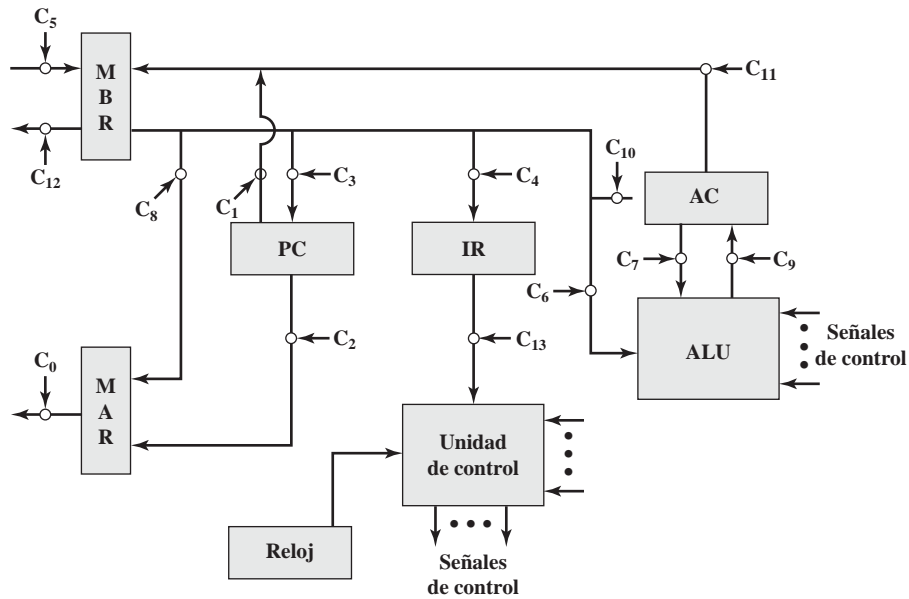 C5
M
B
R
C11
C12
C8
C1
C3
C4
C10
AC
PC
IR
C7
C9
C6
C2
C13
ALU
Señales
de control
C0
M
A
R
Unidad
de control
Reloj
Señales
de control